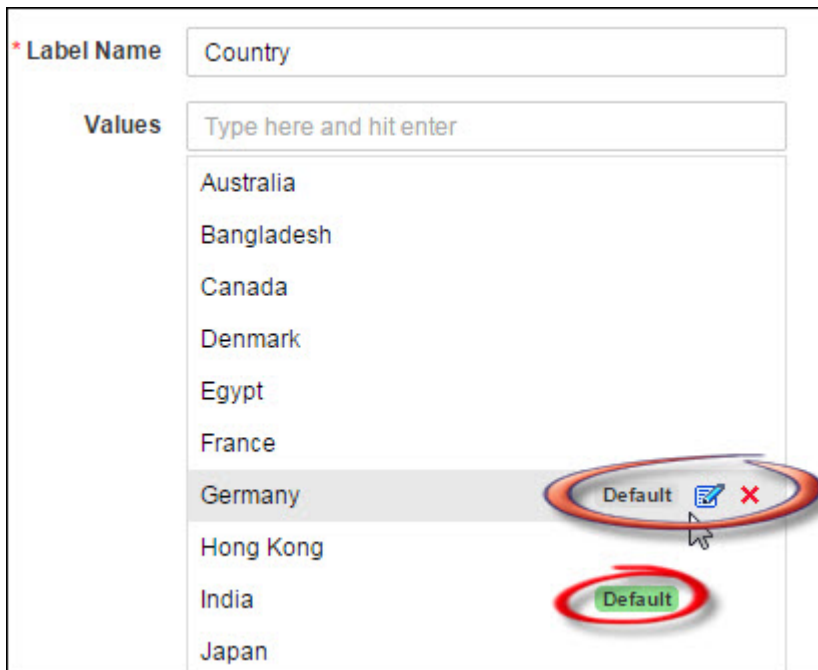 * Label Name Country
Values Type here and hit enter
Australia
Bangladesh
Canada
Denmark
Egypt
France
Germany Default
Hong Kong
India Default
Japan